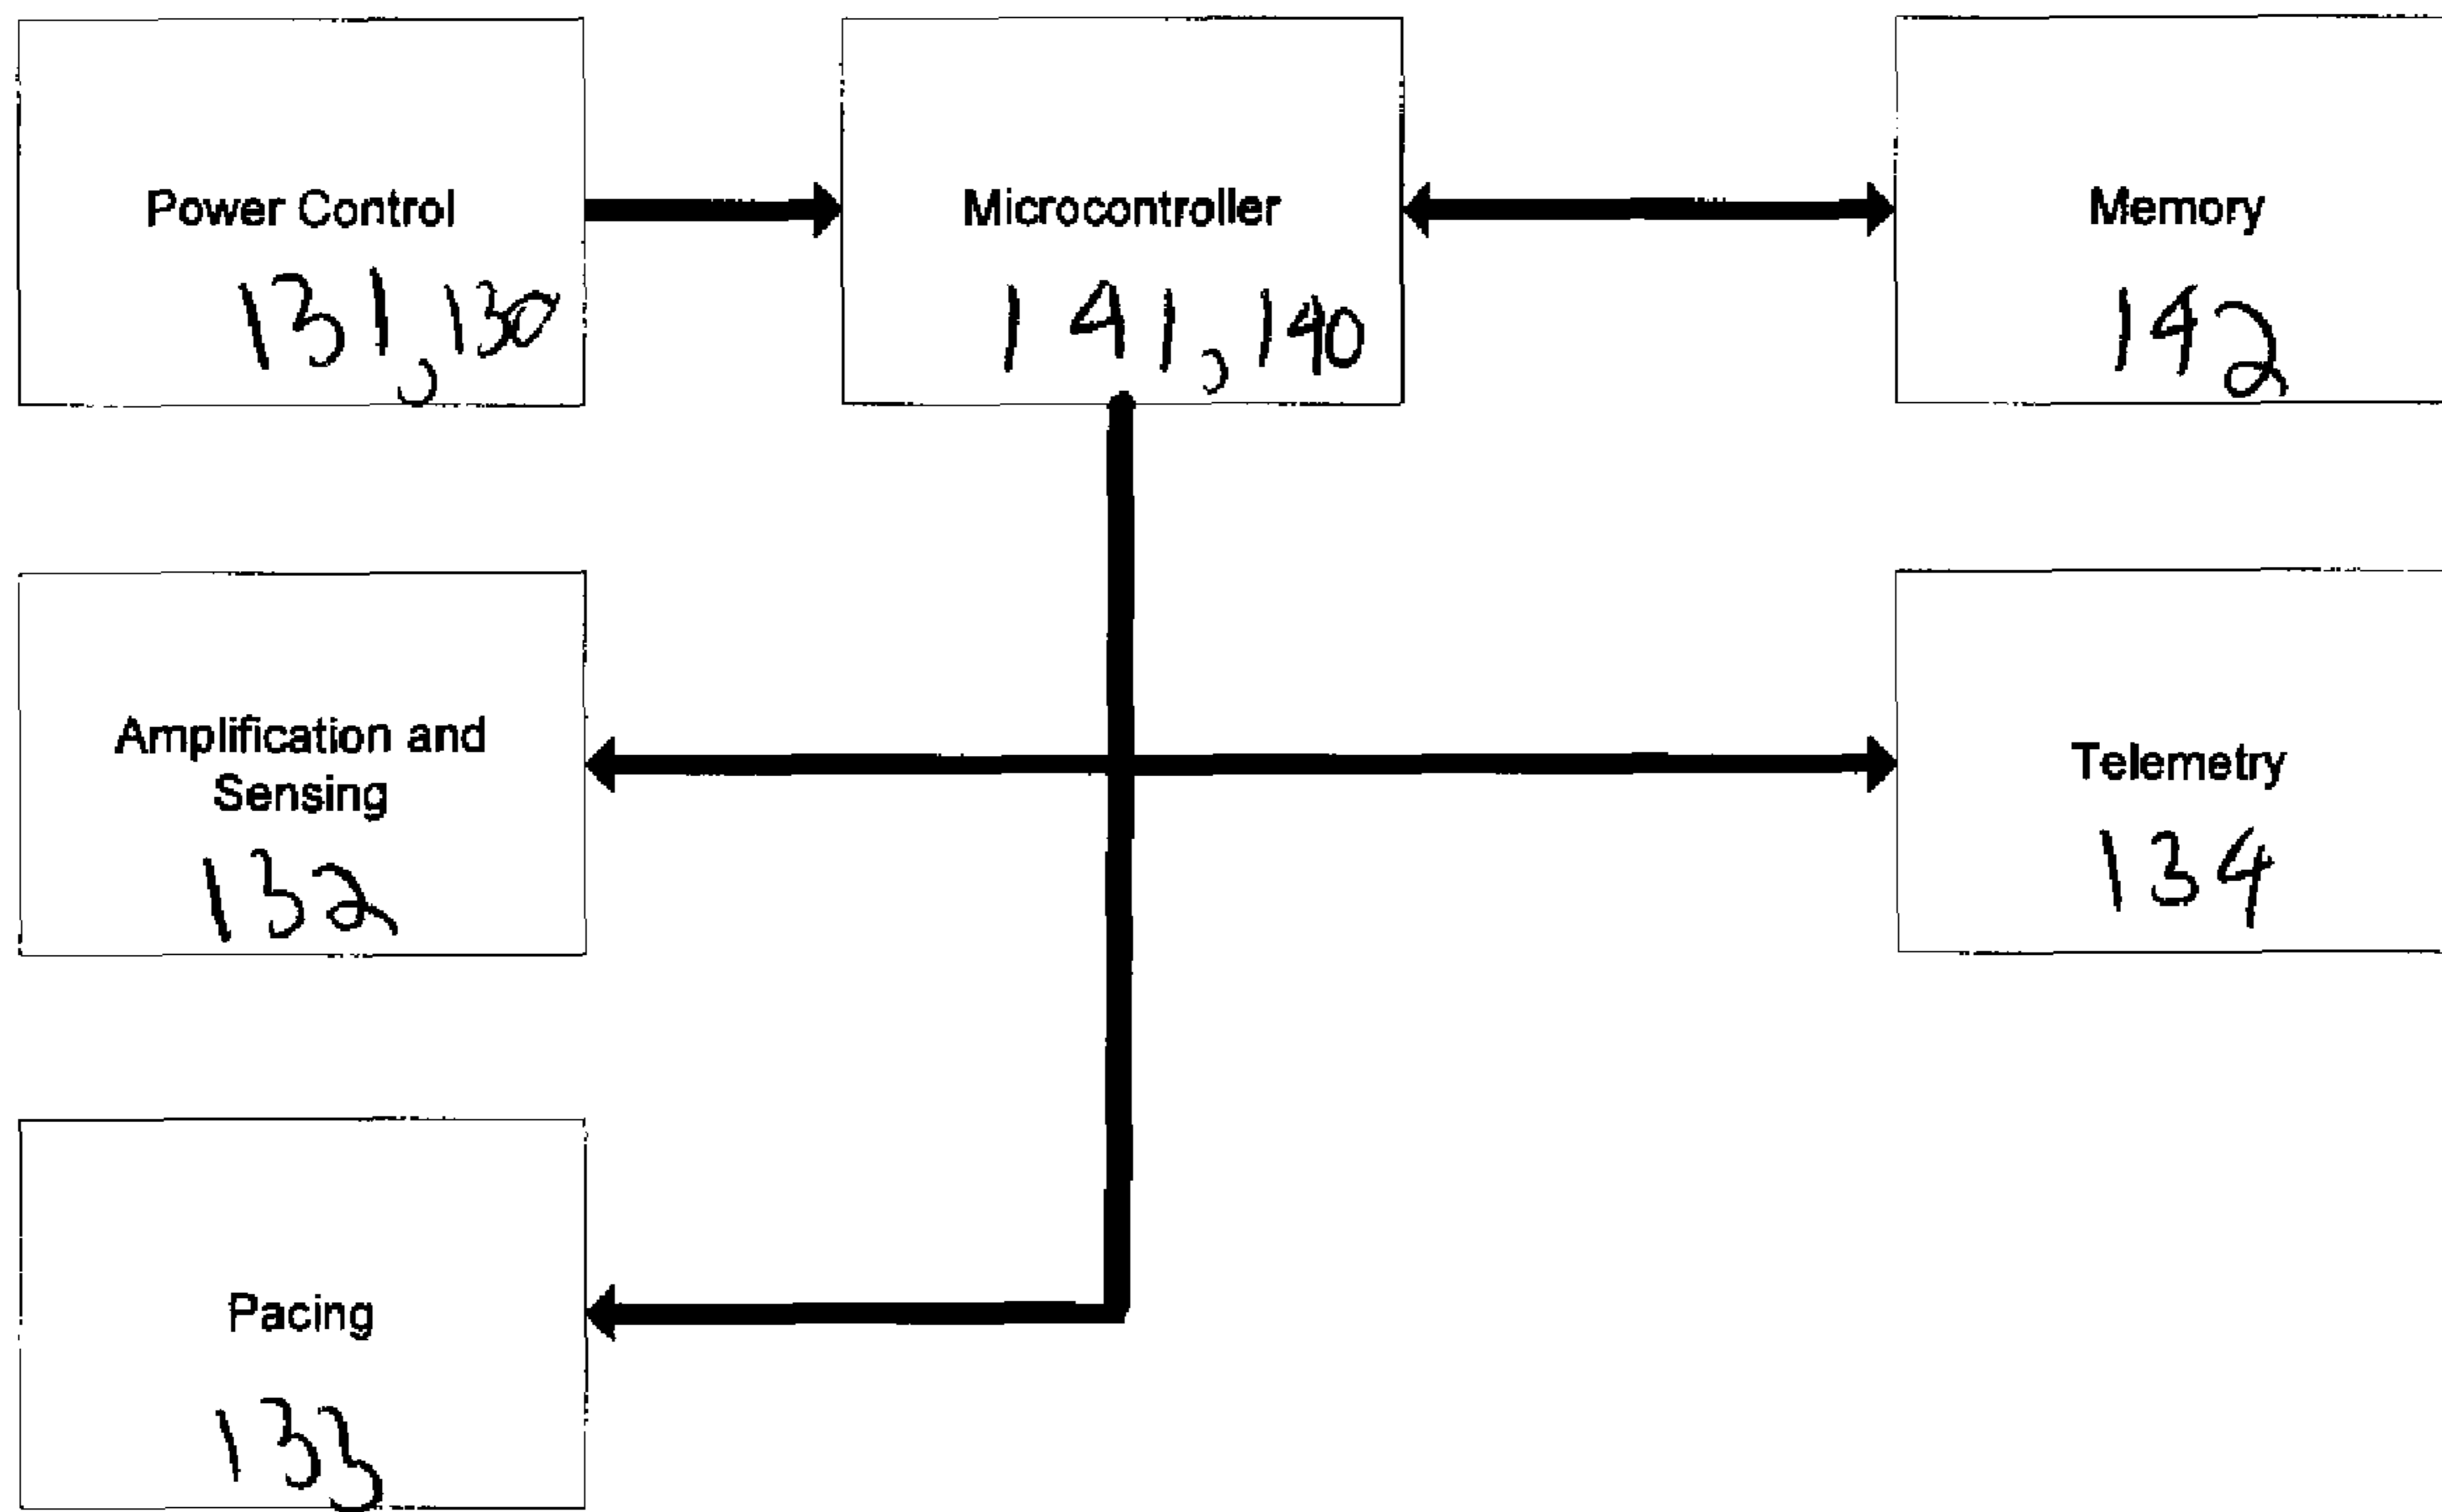 Power Control
131, 130
Microcontroller
141, 140
Memory
142
Amplification and
Sensing
132
Telemetry
134
Pacing
133